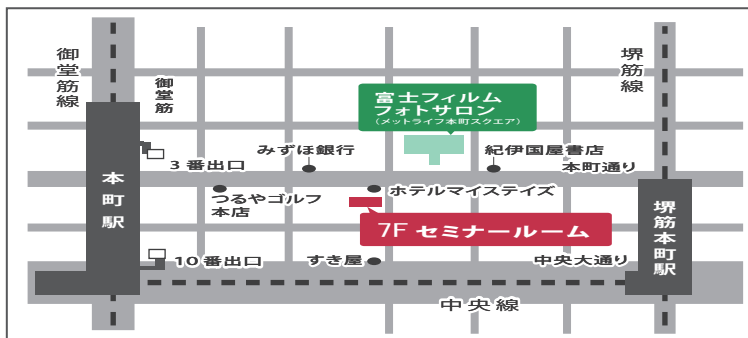 御堂筋線
御堂筋
堺筋線
富士フィルム
フォトサロン
(メットライフ本町スクエア)
3番出口
みずほ銀行
紀伊国屋書店
本町通り
本町駅
つるやゴルフ
本店
ホテルマイステイズ
7F セミナールーム
堺筋本町駅
10番出口
すき屋
中央大通り
中央線